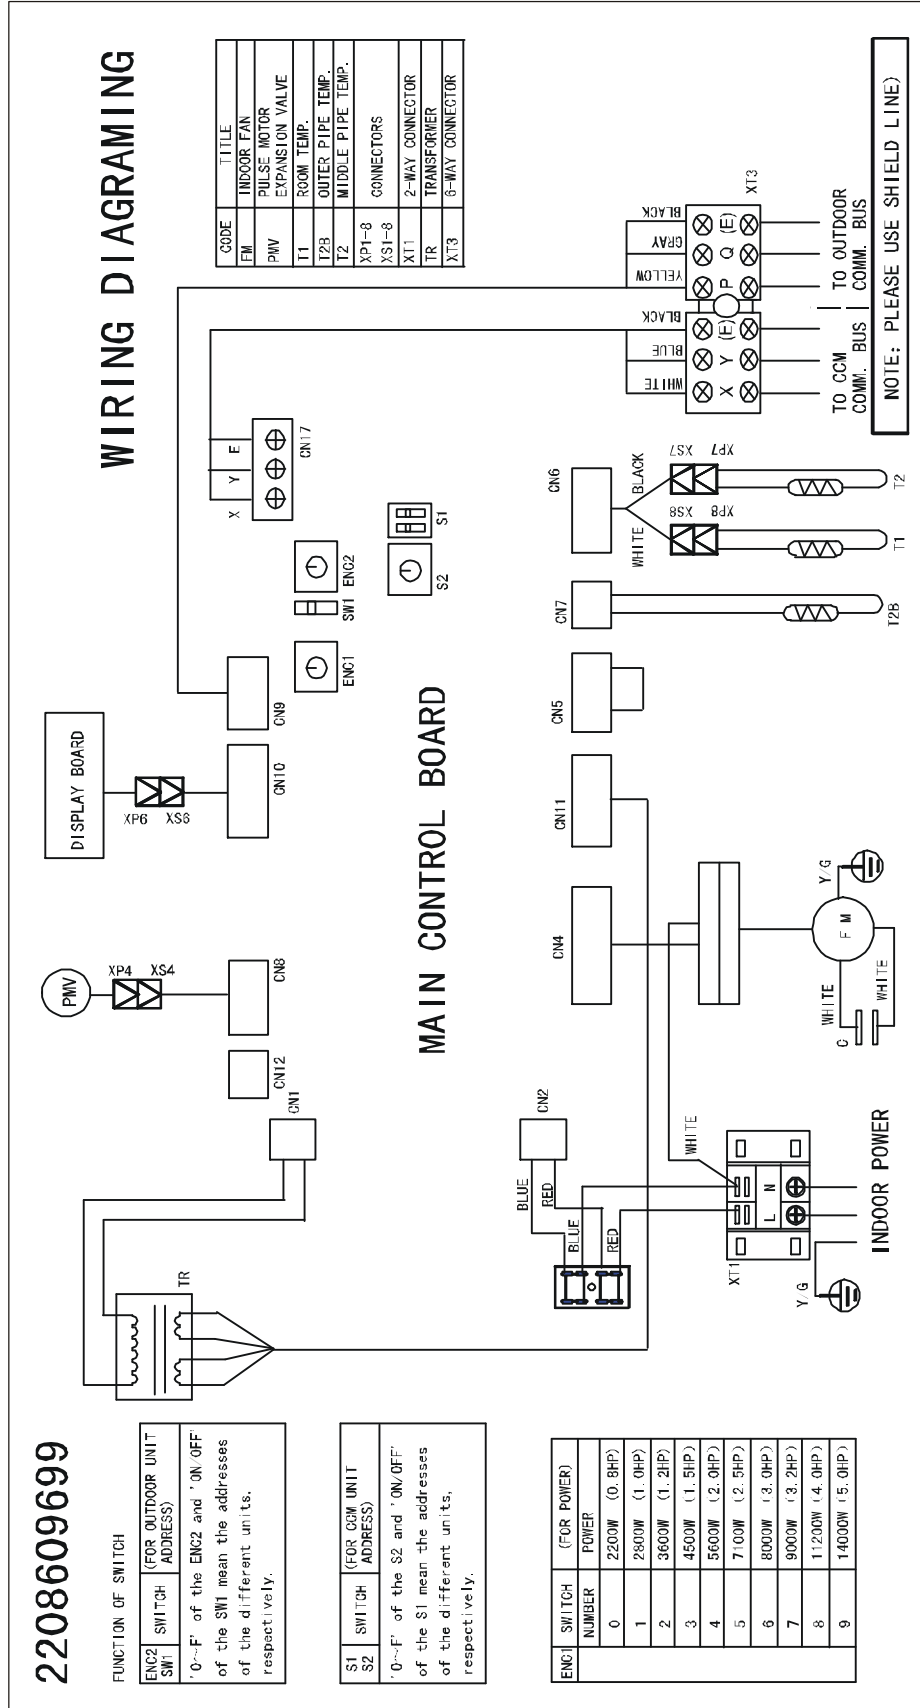 WIRING DIAGRAMING
CODE TITLE
FM INDOOR FAN
PMV PULSE MOTOR
EXPANSION VALVE
T1 ROOM TEMP.
T2B OUTER PIPE TEMP.
T2 MIDDLE PIPE TEMP.
XP1-8
XS1-8
CONNECTORS
XT1 2-WAY CONNECTOR
TR TRANSFORMER
XT3 6-WAY CONNECTOR
2208609699
FUNCTION OF SWITCH
ENC2
SW1
SWITCH
(FOR OUTDOOR UNIT
ADDRESS)
'0~F' of the ENC2 and 'ON/OFF'
of the SW1 mean the addresses
of the different units,
respectively.
S1
S2
SWITCH
(FOR CCM UNIT
ADDRESS)
'0~F' of the S2 and 'ON/OFF'
of the S1 mean the addresses
of the different units,
respectively.
ENC1 SWITCH (FOR POWER)
NUMBER POWER
0 2200W (0.8HP)
1 2800W (1.0HP)
2 3600W (1.2HP)
3 4500W (1.5HP)
4 5600W (2.0HP)
5 7100W (2.5HP)
6 8000W (3.0HP)
7 9000W (3.2HP)
8 11200W (4.0HP)
9 14000W (5.0HP)
TR
CN1
CN12
PMV
XP4 XS4
CN8
DISPLAY BOARD
XP6 XS6
CN10
CN9
ENC1
SW1
ENC2
S2
S1
X Y E
CN17
MAIN CONTROL BOARD
CN2
BLUE
RED
BLUE
RED
WHITE
XT1
L N
Y/G
INDOOR POWER
CN4
CN11
CN5
CN7
CN6
F M
Y/G
WHITE
WHITE
C
T2B
WHITE
BLACK
XS8 XP8
XS7 XP7
T1
T2
WHITE
BLUE
BLACK
YELLOW
GRAY
BLACK
X Y (E) P Q (E)
XT3
TO CCM
COMM. BUS
TO OUTDOOR
COMM. BUS
NOTE: PLEASE USE SHIELD LINE)